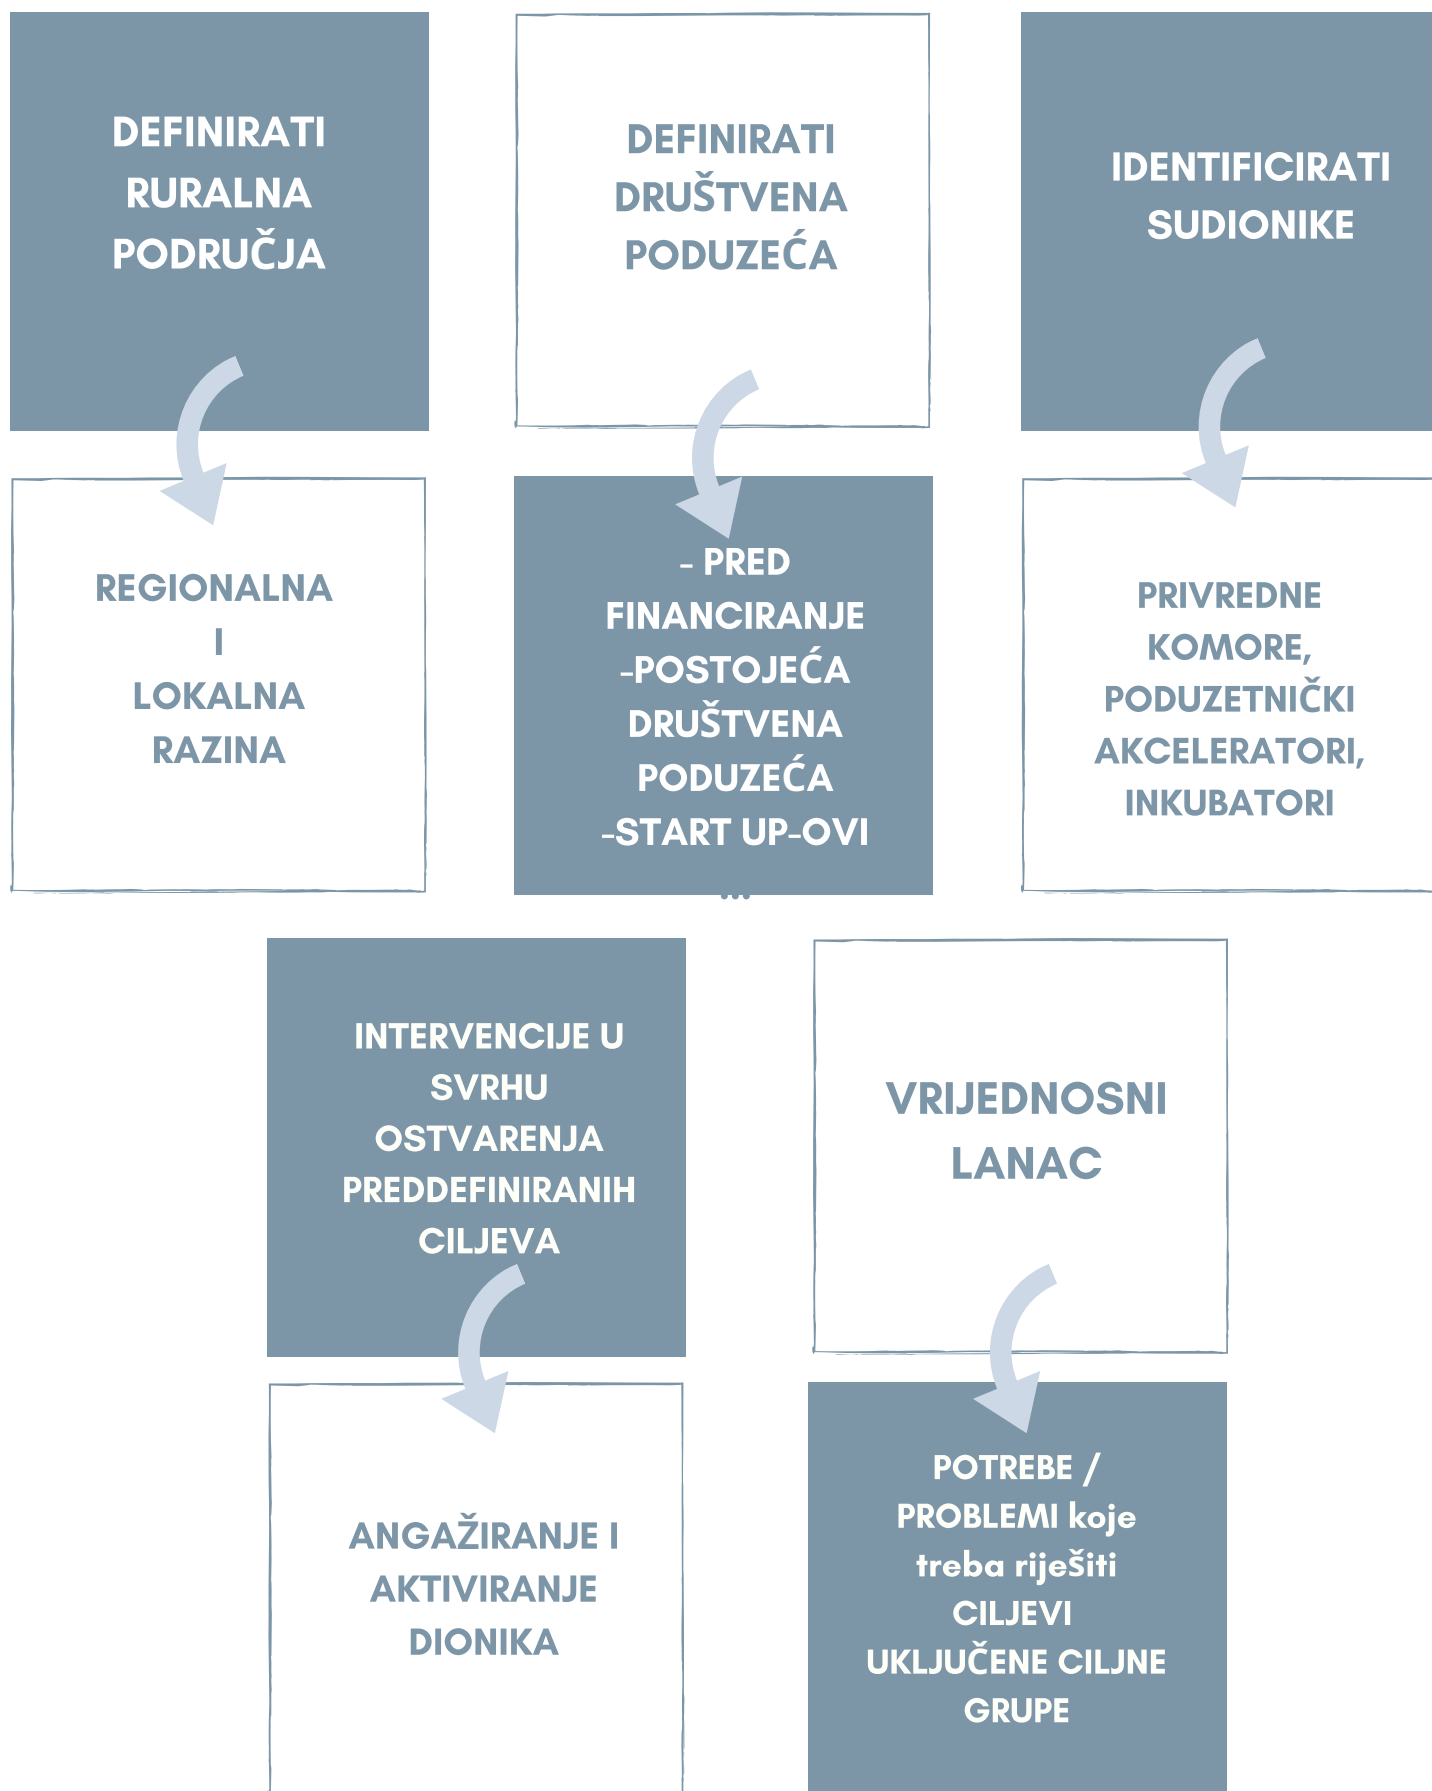 DEFINIRATI
RURALNA
PODRUČJA
DEFINIRATI
DRUŠTVENA
PODUZEĆA
IDENTIFICIRATI
SUDIONIKE
REGIONALNA
I
LOKALNA
RAZINA
- PRED
FINANCIRANJE
-POSTOJEĆA
DRUŠTVENA
PODUZEĆA
-START UP-OVI
...
PRIVREDNE
KOMORE,
PODUZETNIČKI
AKCELERATORI,
INKUBATORI
INTERVENCIJE U
SVRHU
OSTVARENJA
PREDDEFINIRANIH
CILJEVA
VRIJEDNOSNI
LANAC
ANGAŽIRANJE I
AKTIVIRANJE
DIONIKA
POTREBE /
PROBLEMI koje
treba riješiti
CILJEVI
UKLJUČENE CILJNE
GRUPE